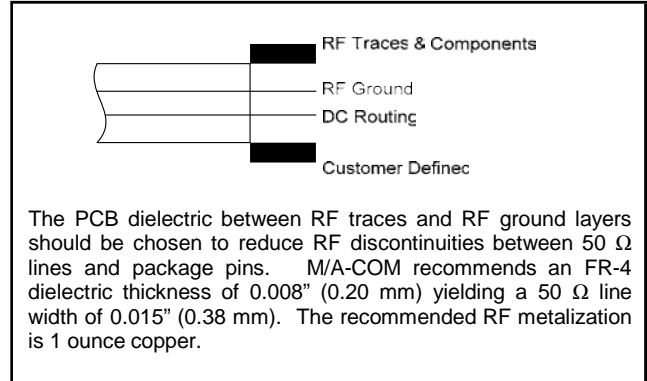 RF Traces & Components
RF Ground
DC Routing
Customer Defined
The PCB dielectric between RF traces and RF ground layers
should be chosen to reduce RF discontinuities between 50 Ω
lines and package pins. M/A-COM recommends an FR-4
dielectric thickness of 0.008” (0.20 mm) yielding a 50 Ω line
width of 0.015” (0.38 mm). The recommended RF metalization
is 1 ounce copper.